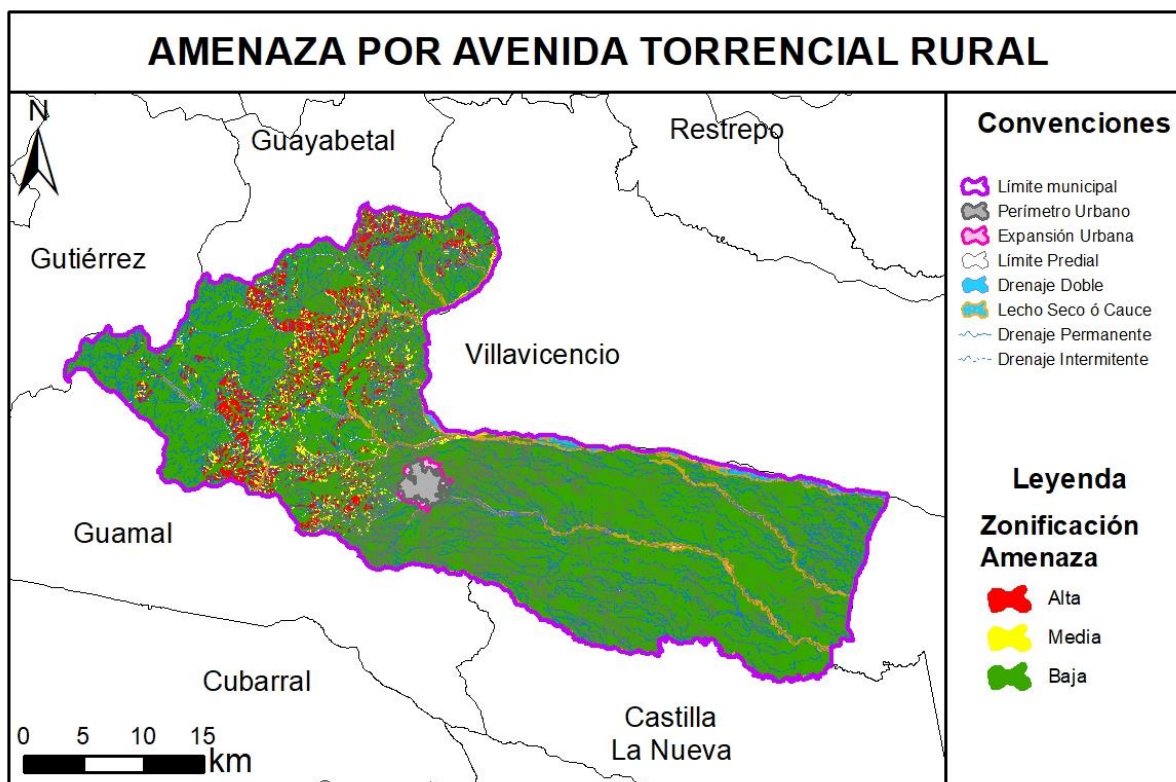 AMENAZA POR AVENIDA TORRENCIAL RURAL
N
Guayabetal
Restrepo
Gutiérrez
Villavicencio
Guamal
Cubarral
Castilla
La Nueva
0 5 10 15
km
Convenciones
Límite municipal
Perímetro Urbano
Expansión Urbana
Límite Predial
Drenaje Doble
Lecho Seco ó Cauce
Drenaje Permanente
Drenaje Intermitente
Leyenda
Zonificación
Amenaza
Alta
Media
Baja